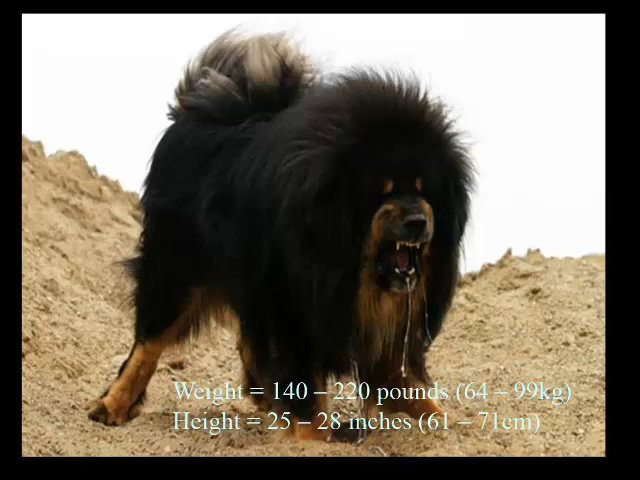 Weight = 140 – 220 pounds (64 – 99kg)
Height = 25 – 28 inches (61 – 71cm)